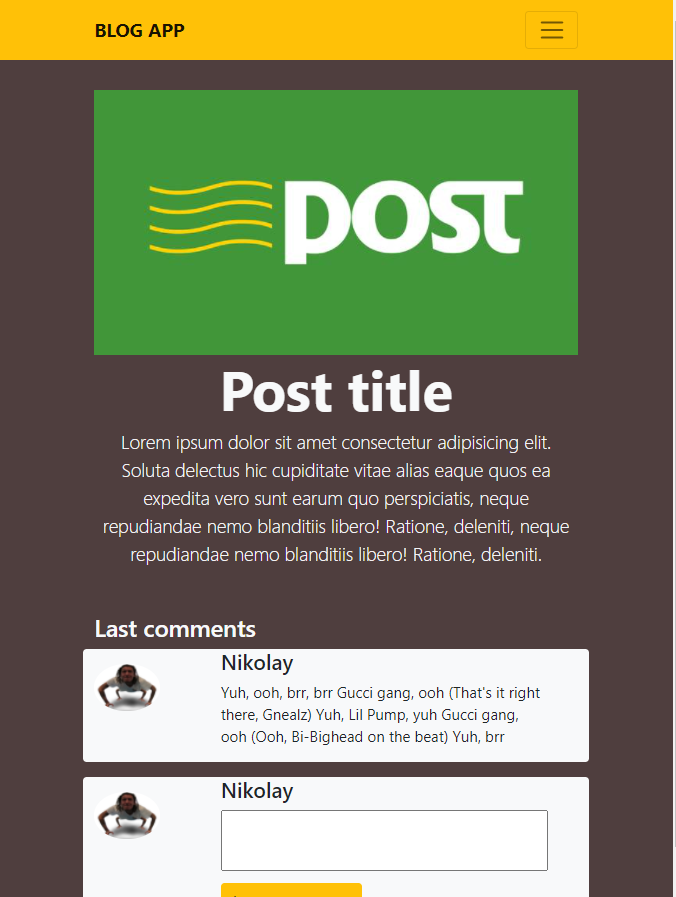 BLOG APP
post
Post title
Lorem ipsum dolor sit amet consectetur adipisicing elit.
Soluta delectus hic cupiditate vitae alias eaque quos ea
expedita vero sunt earum quo perspiciatis, neque
repudiandae nemo blanditiis libero! Ratione, deleniti, neque
repudiandae nemo blanditiis libero! Ratione, deleniti.
Last comments
Nikolay
Yuh, ooh, brr, brr Gucci gang, ooh (That's it right
there, Gnealz) Yuh, Lil Pump, yuh Gucci gang,
ooh (Ooh, Bi-Bighead on the beat) Yuh, brr
Nikolay